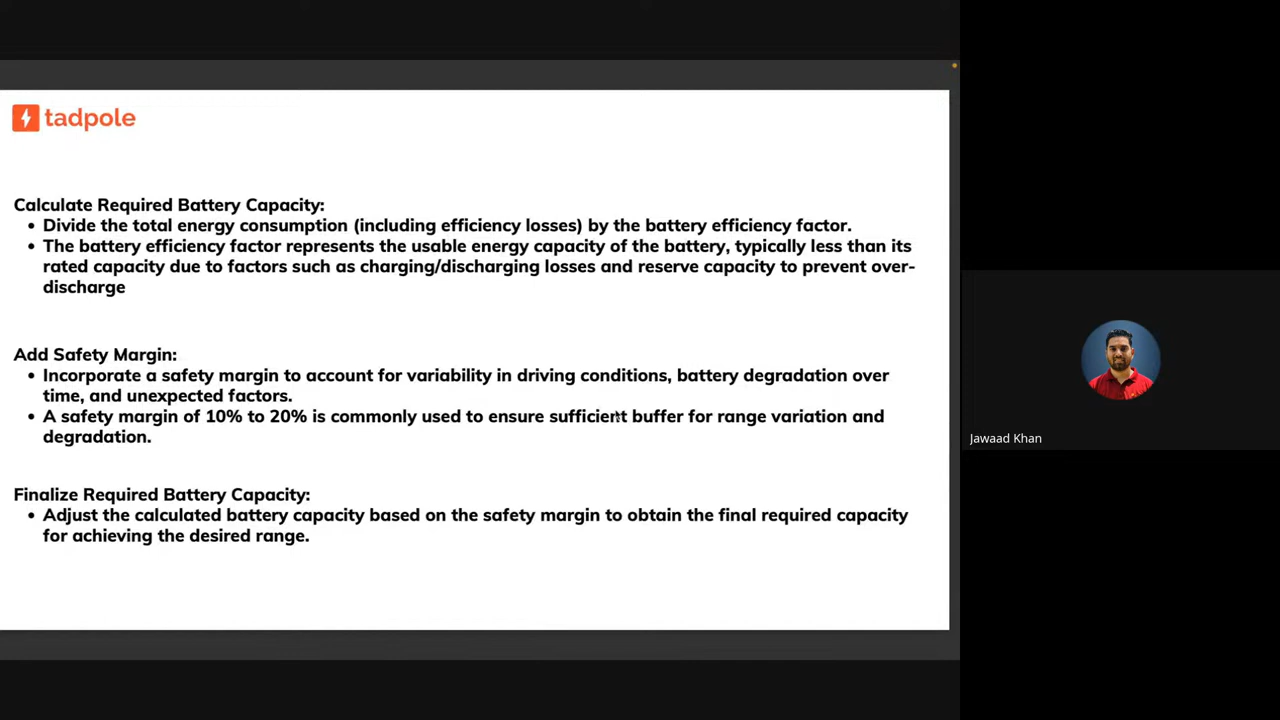 tadpole
Calculate Required Battery Capacity:
• Divide the total energy consumption (including efficiency losses) by the battery efficiency factor.
• The battery efficiency factor represents the usable energy capacity of the battery, typically less than its
rated capacity due to factors such as charging/discharging losses and reserve capacity to prevent over-
discharge
Add Safety Margin:
• Incorporate a safety margin to account for variability in driving conditions, battery degradation over
time, and unexpected factors.
• A safety margin of 10% to 20% is commonly used to ensure sufficient buffer for range variation and
degradation.
Finalize Required Battery Capacity:
• Adjust the calculated battery capacity based on the safety margin to obtain the final required capacity
for achieving the desired range.
Jawaad Khan